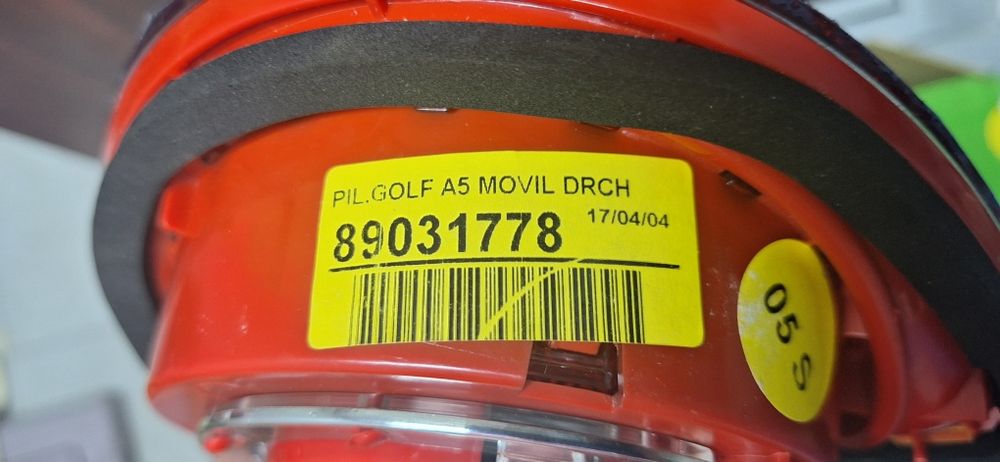 PIL.GOLF A5 MOVIL DRCH
17/04/04
89031778
05 S